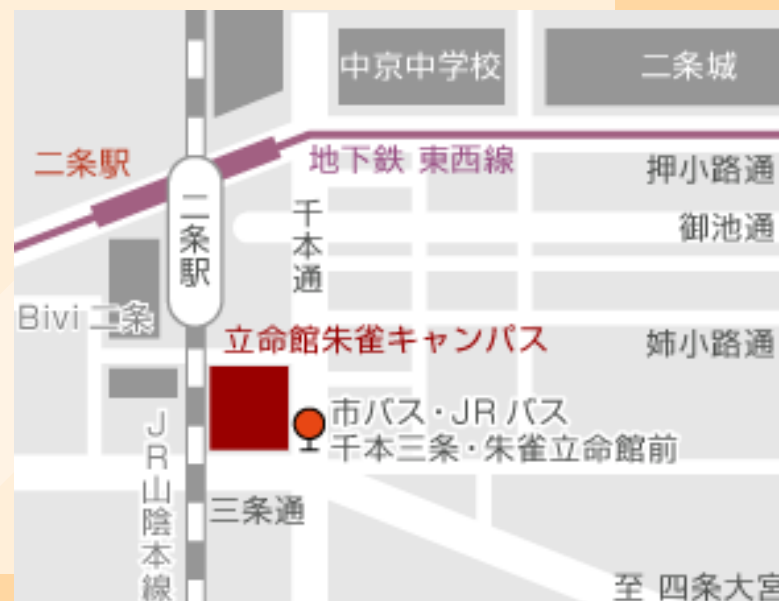 中京中学校
二条城
二条駅
地下鉄 東西線
押小路通
二条駅
千本通
御池通
Bivi 二条
立命館朱雀キャンパス
姉小路通
市バス・JR バス
千本三条・朱雀立命館前
JR山陰本線
三条通
至 四条大宮